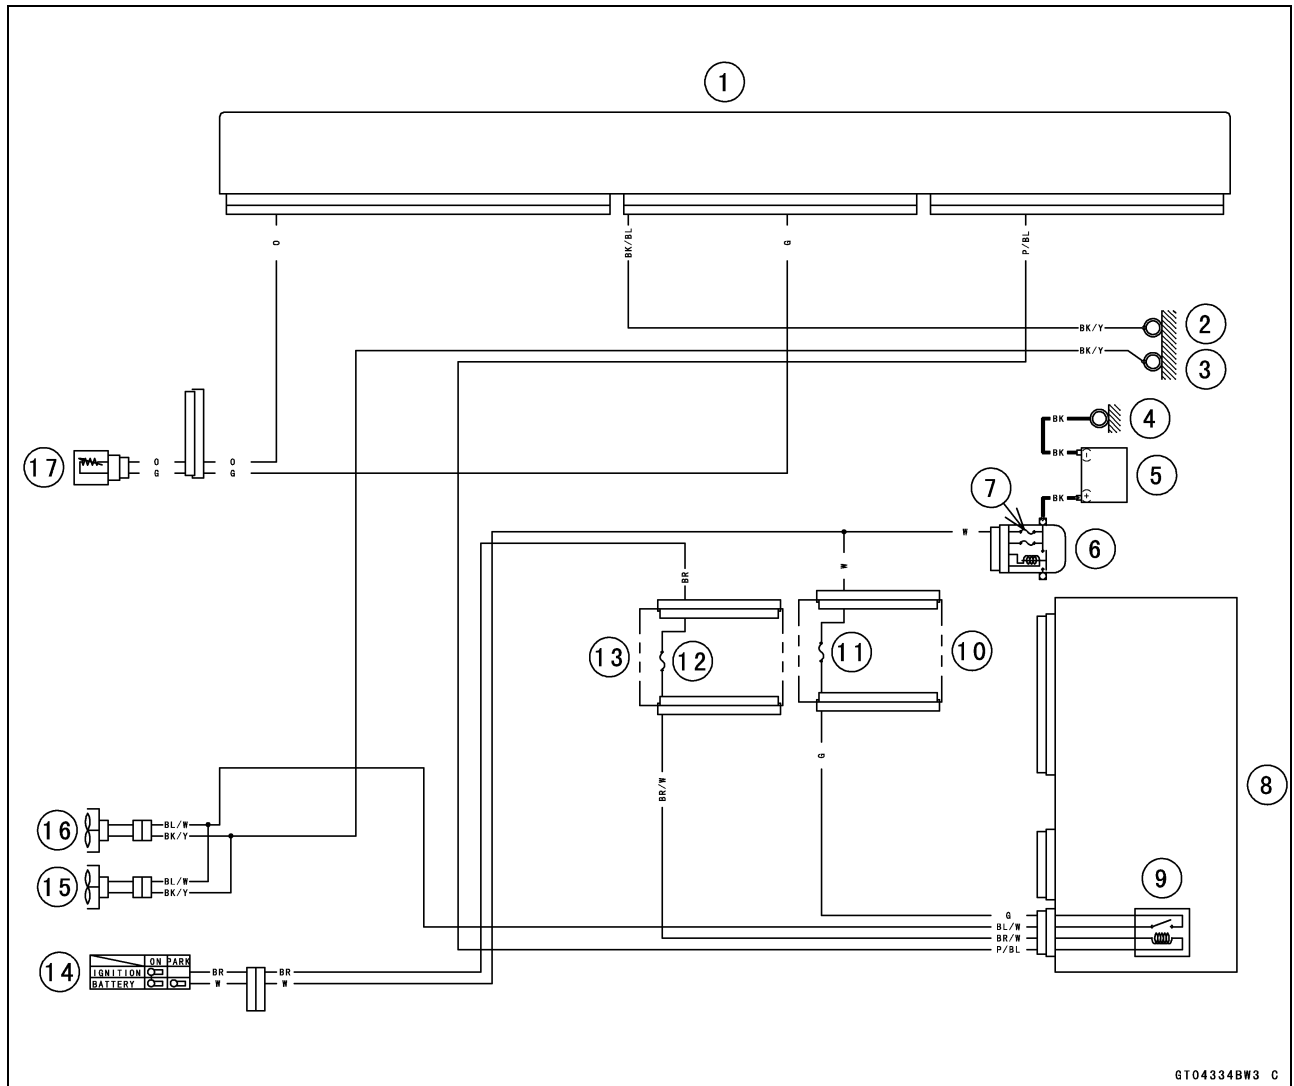 1
O
BK/BL
G
P/BL
BK/Y
2
BK/Y
3
BK
4
BK
5
BK
17
O
G
O
G
7
W
6
BR
W
13
12
11
10
BR/W
G
8
16
BL/W
BK/Y
15
BL/W
BK/Y
9
G
BL/W
BR/W
P/BL
14
ON PARK
IGNITION
BATTERY
BR
W
BR
W
GT04334BW3 C